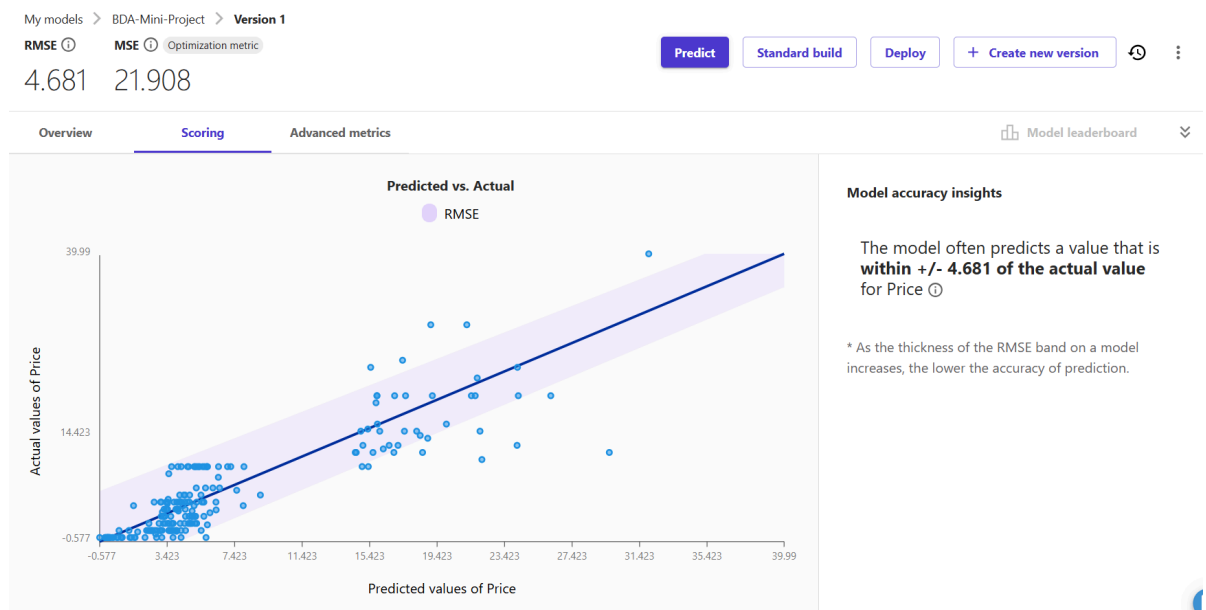 My models > BDA-Mini-Project > Version 1
RMSE MSE Optimization metric
4.681 21.908
Predict
Standard build
Deploy
+ Create new version
Overview
Scoring
Advanced metrics
Model leaderboard
Predicted vs. Actual
RMSE
39.99
14.423
-0.577
Actual values of Price
-0.577 3.423 7.423 11.423 15.423 19.423 23.423 27.423 31.423 35.423 39.99
Predicted values of Price
Model accuracy insights
The model often predicts a value that is
within +/- 4.681 of the actual value
for Price
* As the thickness of the RMSE band on a model
increases, the lower the accuracy of prediction.